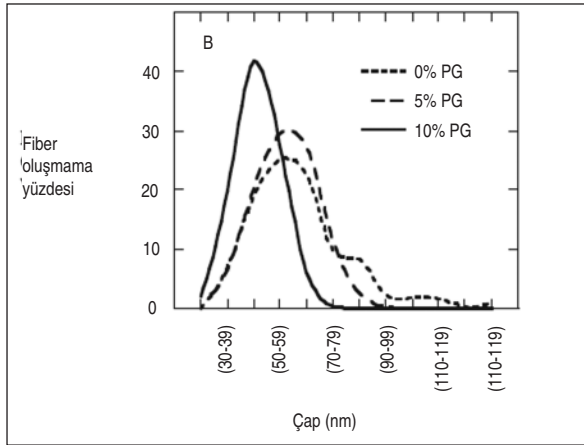 B
40
30
20
10
0
Fiber
oluşmama
yüzdesi
0% PG
5% PG
10% PG
(30-39)
(50-59)
(70-79)
(90-99)
(110-119)
(110-119)
Çap (nm)